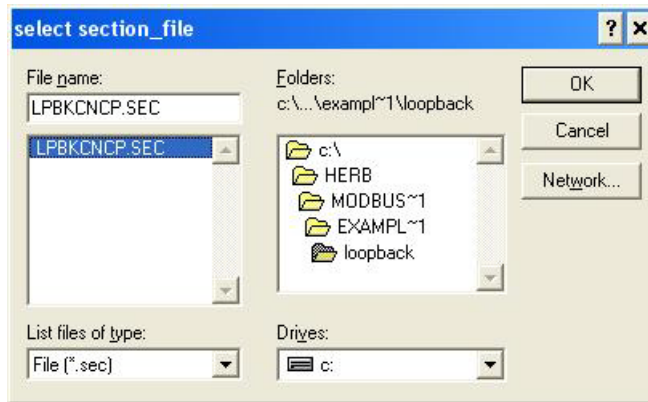 select section_file
File name:
LPBKCNCP.SEC
LPBKCNCP.SEC
List files of type:
File (*.sec)
Folders:
c:\...\exampl~1\loopback
c:\
HERB
MODBUS~1
EXAMPL~1
loopback
Drives:
c:
OK
Cancel
Network...